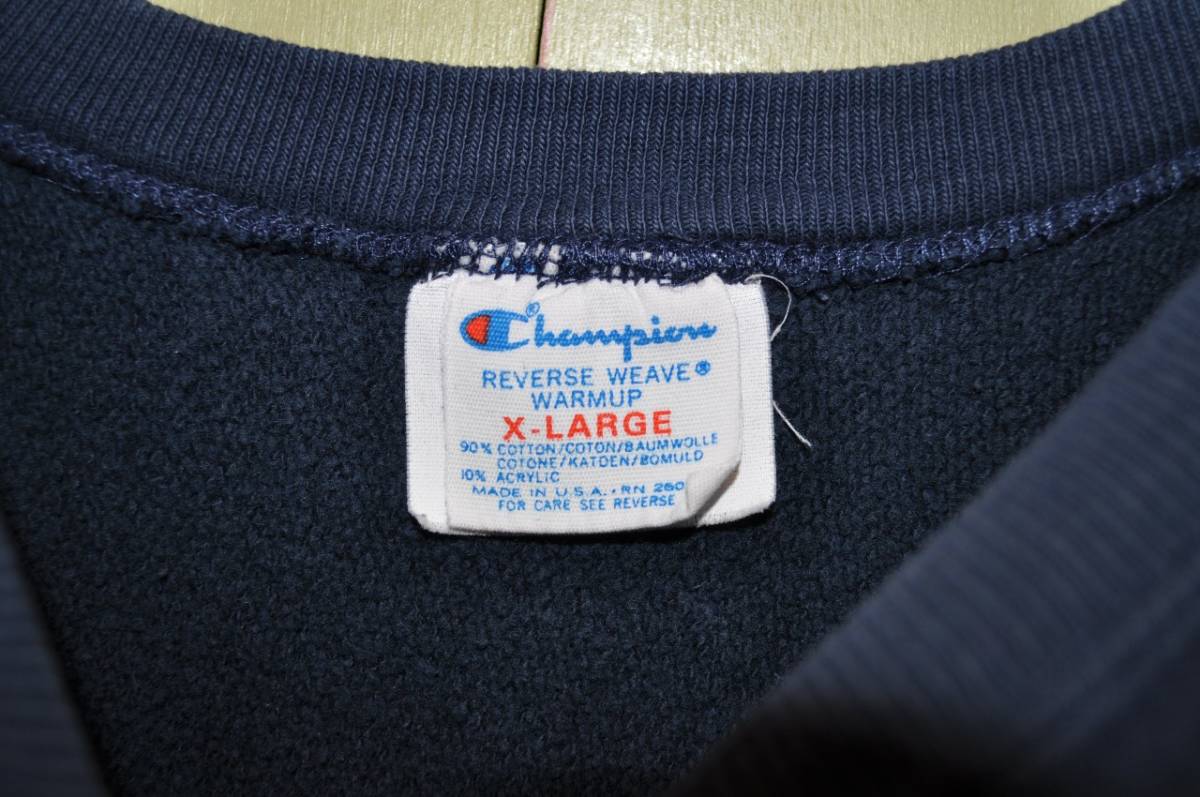 Champion®
REVERSE WEAVE®
WARMUP
X-LARGE
90% COTTON/COTON/BAUMWOLLE
COTONE/KATOEN/BOMULD
10% ACRYLIC
MADE IN U.S.A. • RN 260
FOR CARE SEE REVERSE